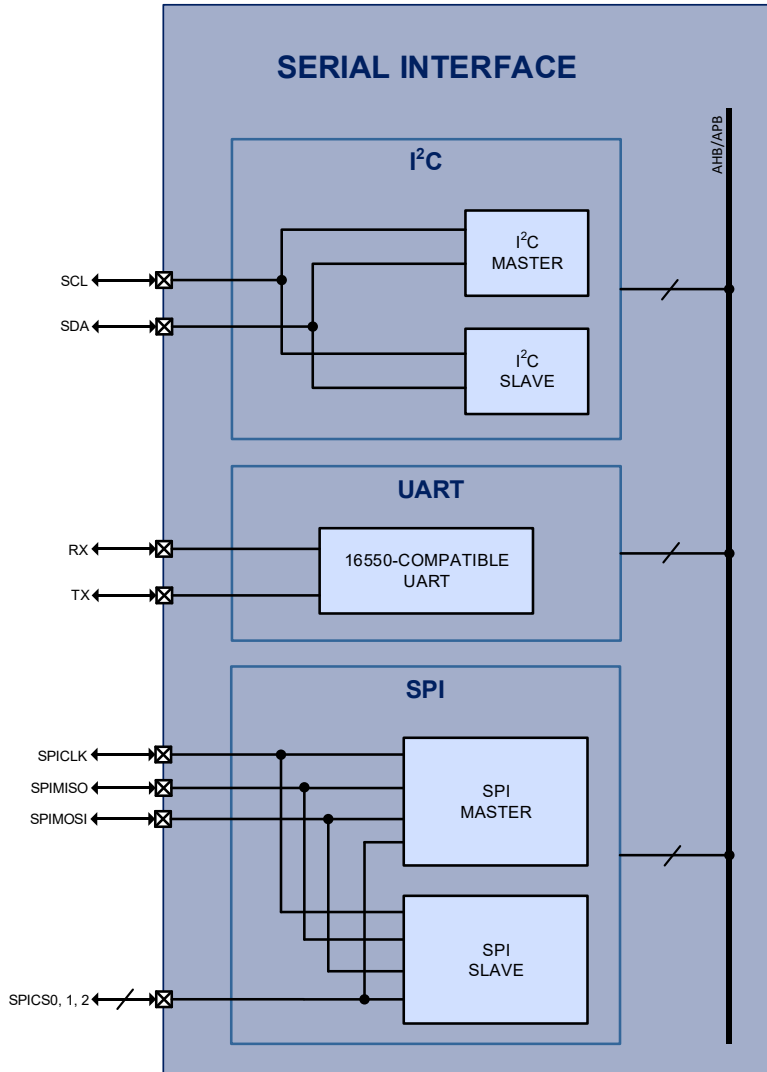 SERIAL INTERFACE
AHB/APB
I²C
I²C
MASTER
SCL
SDA
I²C
SLAVE
UART
RX
16550-COMPATIBLE
UART
TX
SPI
SPICLK
SPIMISO
SPIMOSI
SPI
MASTER
SPI
SLAVE
SPICS0, 1, 2